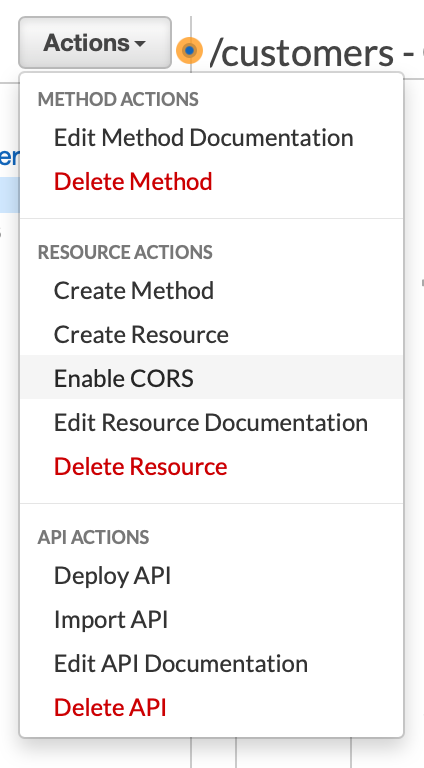 Actions
/customers -
er
METHOD ACTIONS
Edit Method Documentation
Delete Method
RESOURCE ACTIONS
Create Method
Create Resource
Enable CORS
Edit Resource Documentation
Delete Resource
API ACTIONS
Deploy API
Import API
Edit API Documentation
Delete API